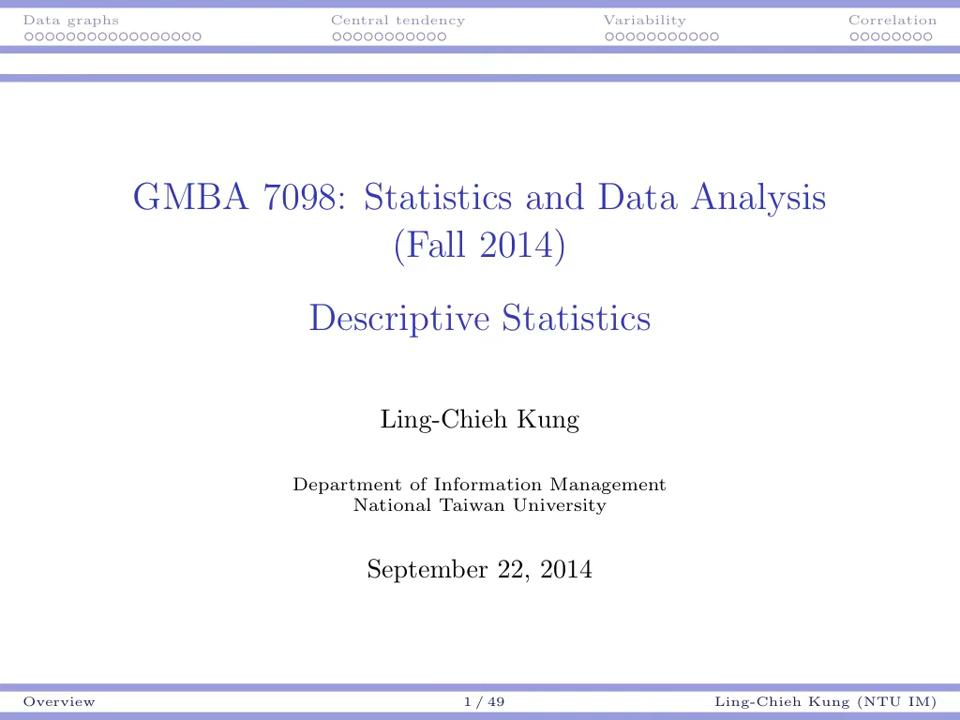 Data graphs Central tendency Variability Correlation
GMBA 7098: Statistics and Data Analysis
(Fall 2014)
Descriptive Statistics
Ling-Chieh Kung
Department of Information Management
National Taiwan University
September 22, 2014
Overview 1 / 49 Ling-Chieh Kung (NTU IM)